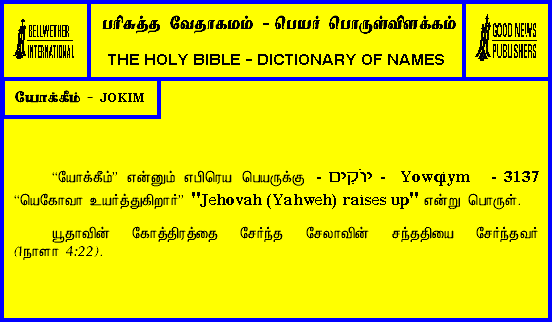 BELLWETHER
INTERNATIONAL
பரிசுத்த வேதாகமம் - பெயர் பொருள்விளக்கம்
THE HOLY BIBLE - DICTIONARY OF NAMES
GOOD NEWS
PUBLISHERS
யோக்கீம் - JOKIM
“யோக்கீம்” என்னும் எபிரெய பெயருக்கு - יוֹקִים - Yowqiym - 3137
“யெகோவா உயர்த்துகிறார்” "Jehovah (Yahweh) raises up" என்று பொருள்.
யூதாவின் கோத்திரத்தை சேர்ந்த சேலாவின் சந்ததியை சேர்ந்தவர்
(1நாளா 4:22).